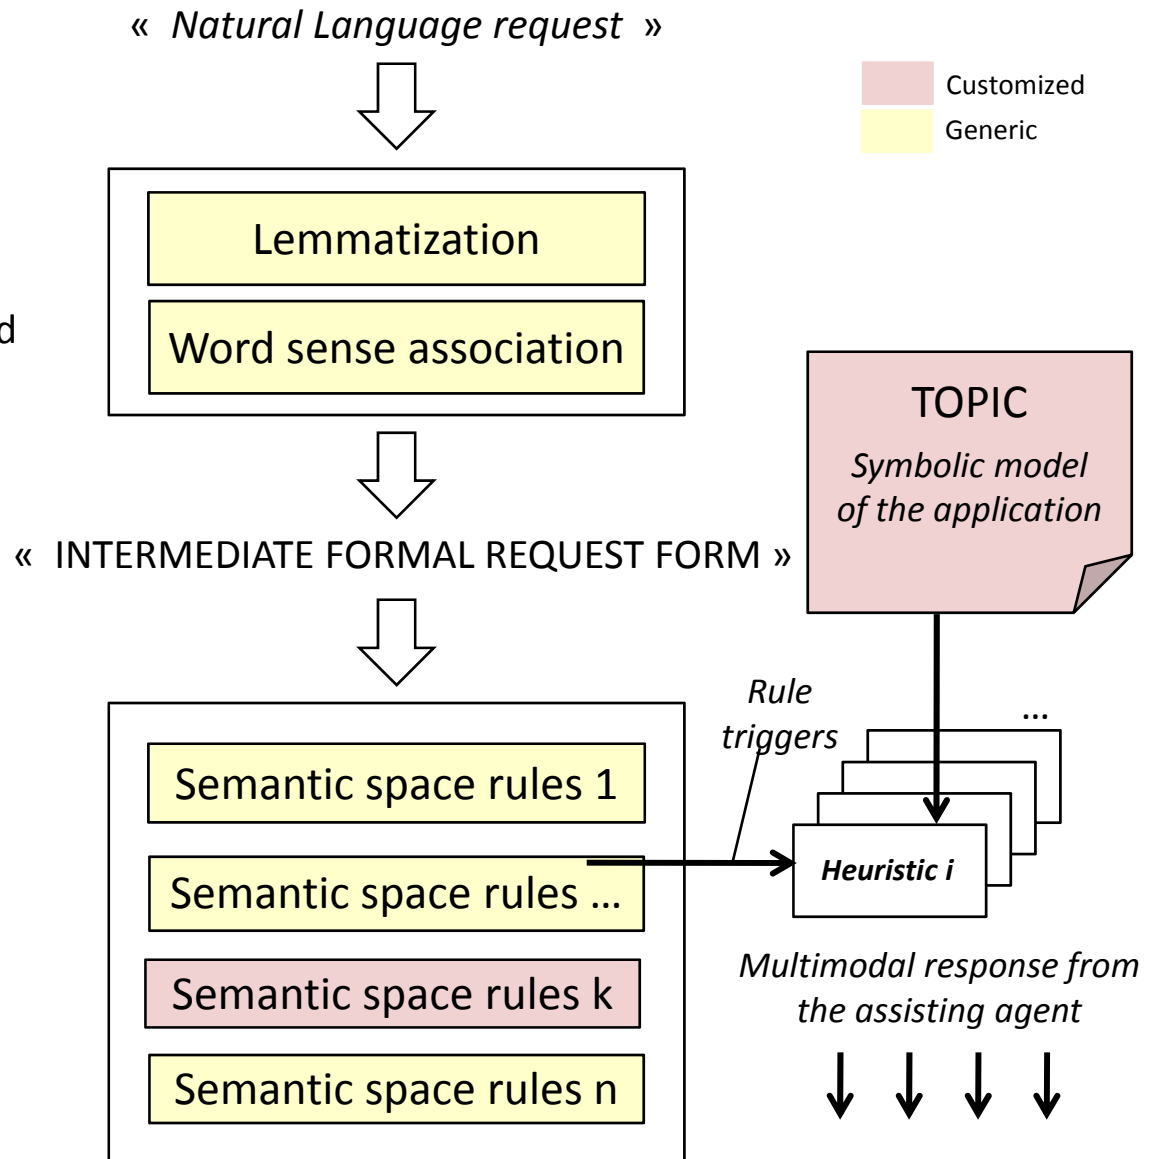 « Natural Language request »
Customized
Generic
Lemmatization
d
Word sense association
TOPIC
Symbolic model
of the application
« INTERMEDIATE FORMAL REQUEST FORM »
Rule
triggers
...
Semantic space rules 1
Semantic space rules ...
Heuristic i
Semantic space rules k
Semantic space rules n
Multimodal response from
the assisting agent